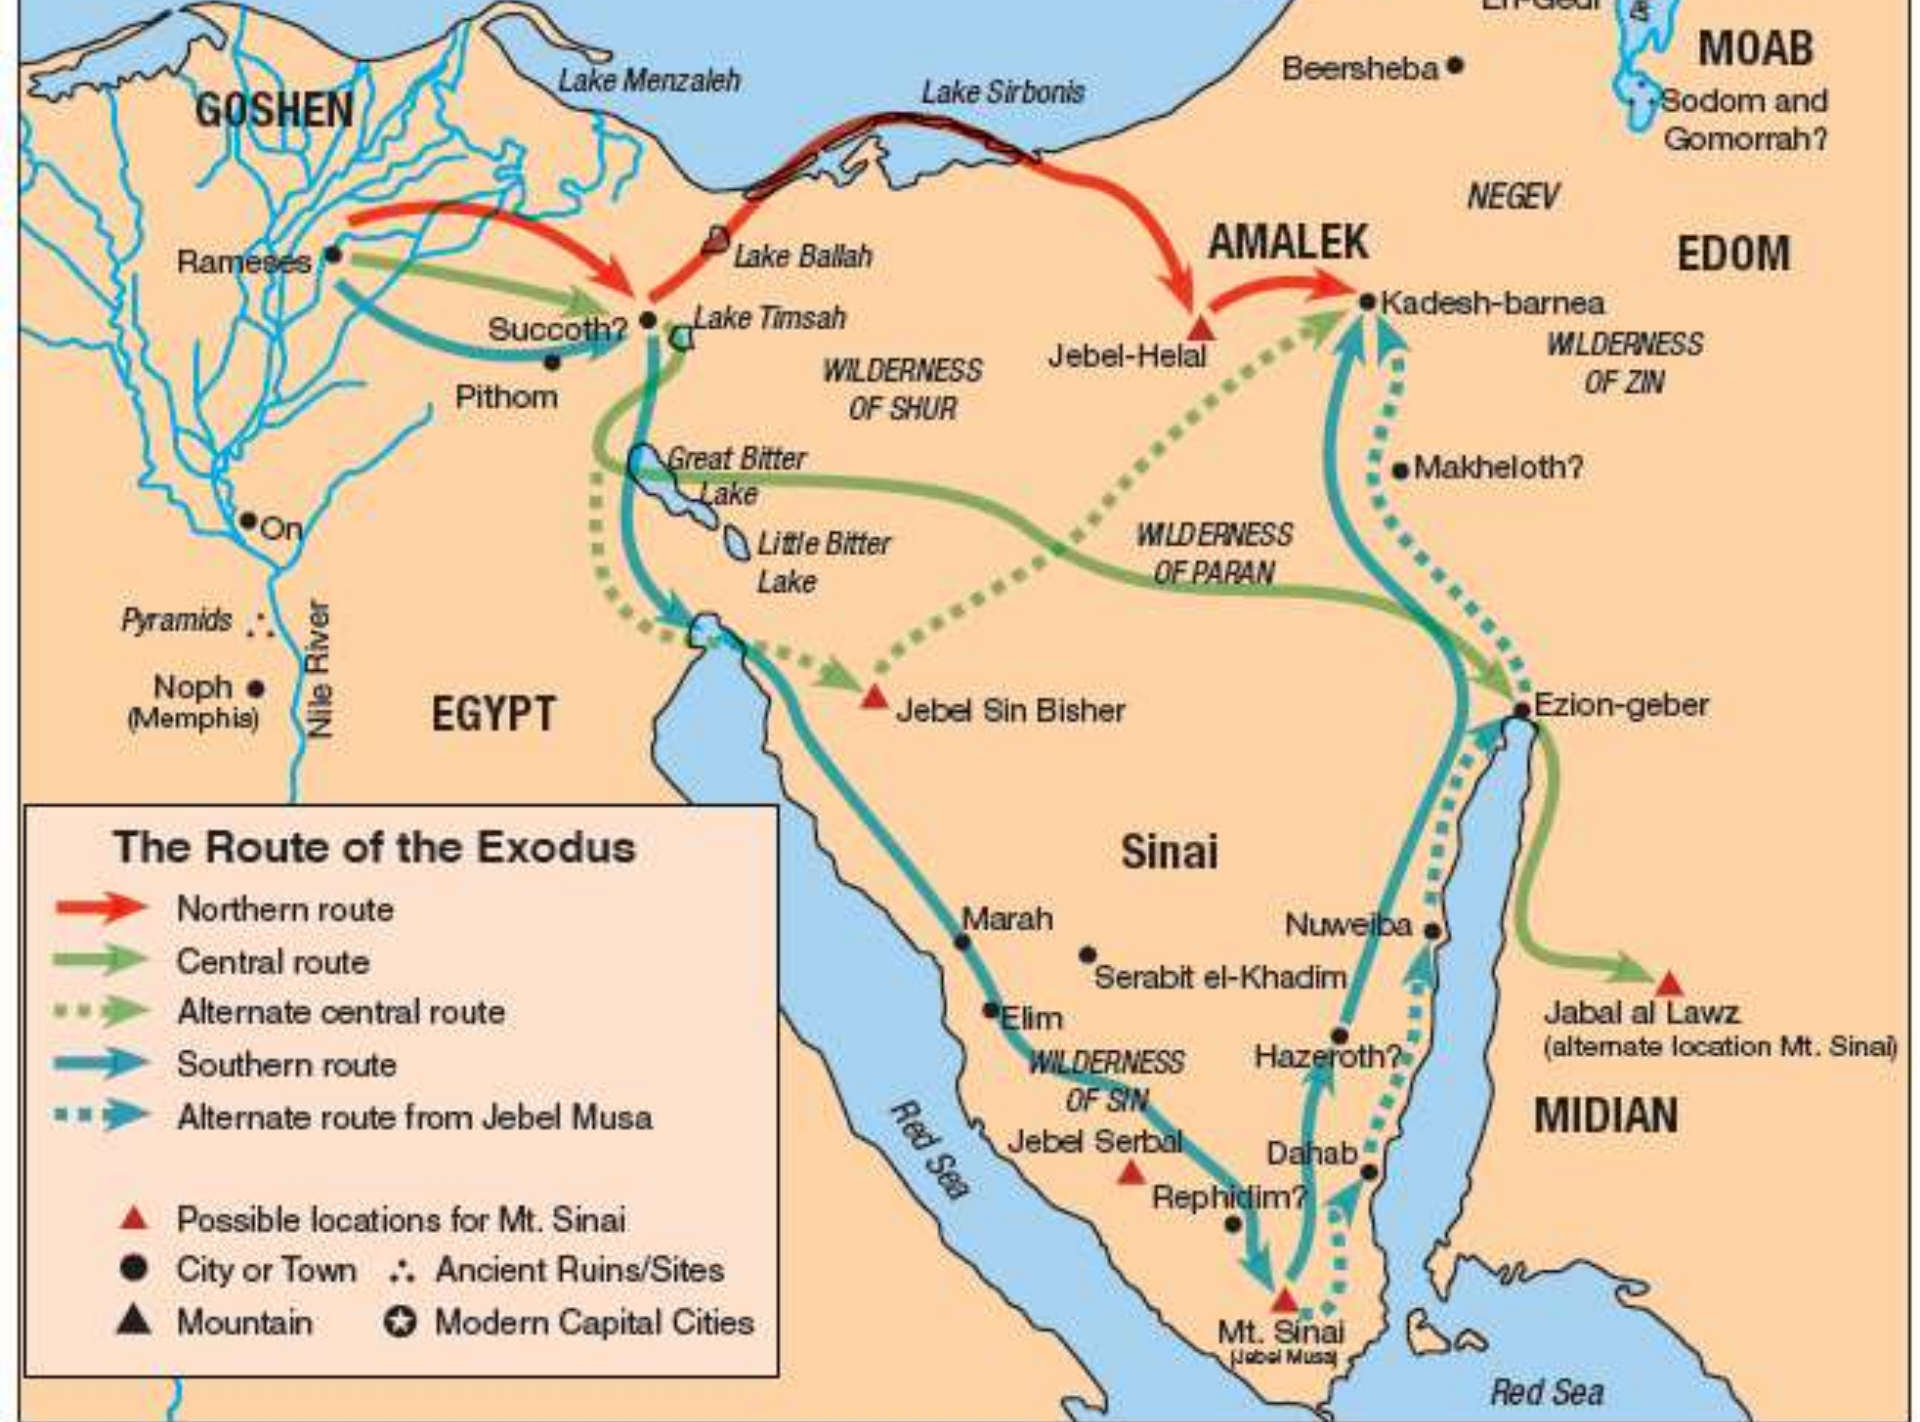 En-Gedi
MOAB
Beersheba
Lake Menzaleh
Lake Sirbonis
GOSHEN
Sodom and
Gomorrah?
NEGEV
AMALEK
EDOM
Rameses
Lake Ballah
Kadesh-barnea
Succoth?
Lake Timsah
Jebel-Helal
WILDERNESS
OF ZIN
WILDERNESS
OF SHUR
Pithom
Great Bitter
Lake
Makheloth?
On
Little Bitter
Lake
WILDERNESS
OF PARAN
Pyramids
Nile River
Noph
(Memphis)
EGYPT
Jebel Sin Bisher
Ezion-geber
Sinai
Marah
Nuweiba
Serabit el-Khadim
Elim
Jabal al Lawz
(alternate location Mt. Sinai)
Hazeroth?
WILDERNESS
OF SIN
Red Sea
MIDIAN
Jebel Serbal
Dahab
Rephidim?
Mt. Sinai
(Jebel Musa)
Red Sea
The Route of the Exodus
Northern route
Central route
Alternate central route
Southern route
Alternate route from Jebel Musa
Possible locations for Mt. Sinai
City or Town
Ancient Ruins/Sites
Mountain
Modern Capital Cities